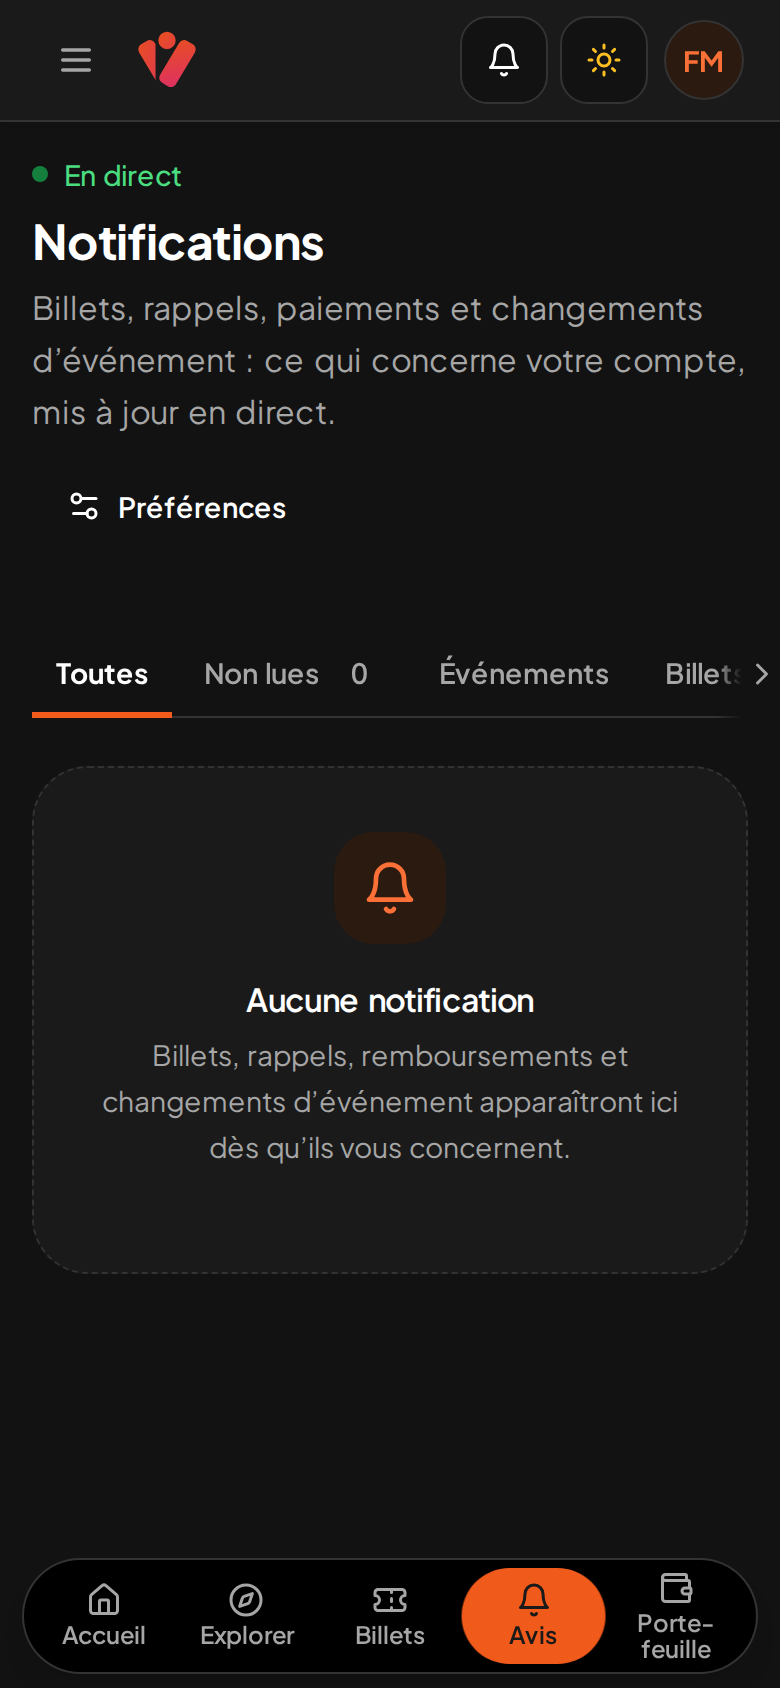 FM
En direct
Notifications
Billets, rappels, paiements et changements
d’événement : ce qui concerne votre compte,
mis à jour en direct.
Préférences
Toutes Non lues 0 Événements Billets
Aucune notification
Billets, rappels, remboursements et
changements d’événement apparaîtront ici
dès qu’ils vous concernent.
Accueil Explorer Billets Avis Porte-
feuille